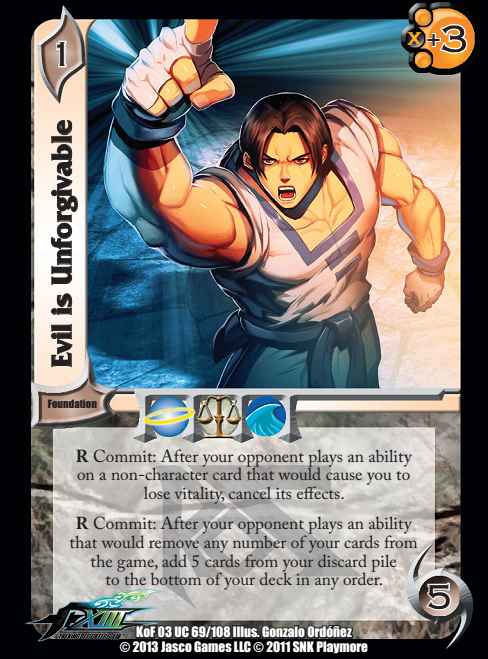 1
+3
X
Evil is Unforgivable
Foundation
R Commit: After your opponent plays an ability
on a non-character card that would cause you to
lose vitality, cancel its effects.
R Commit: After your opponent plays an ability
that would remove any number of your cards from
the game, add 5 cards from your discard pile
to the bottom of your deck in any order.
5
XIII
KoF 03 UC 69/108 Illus. Gonzalo Ordóñez
© 2013 Jasco Games LLC © 2011 SNK Playmore